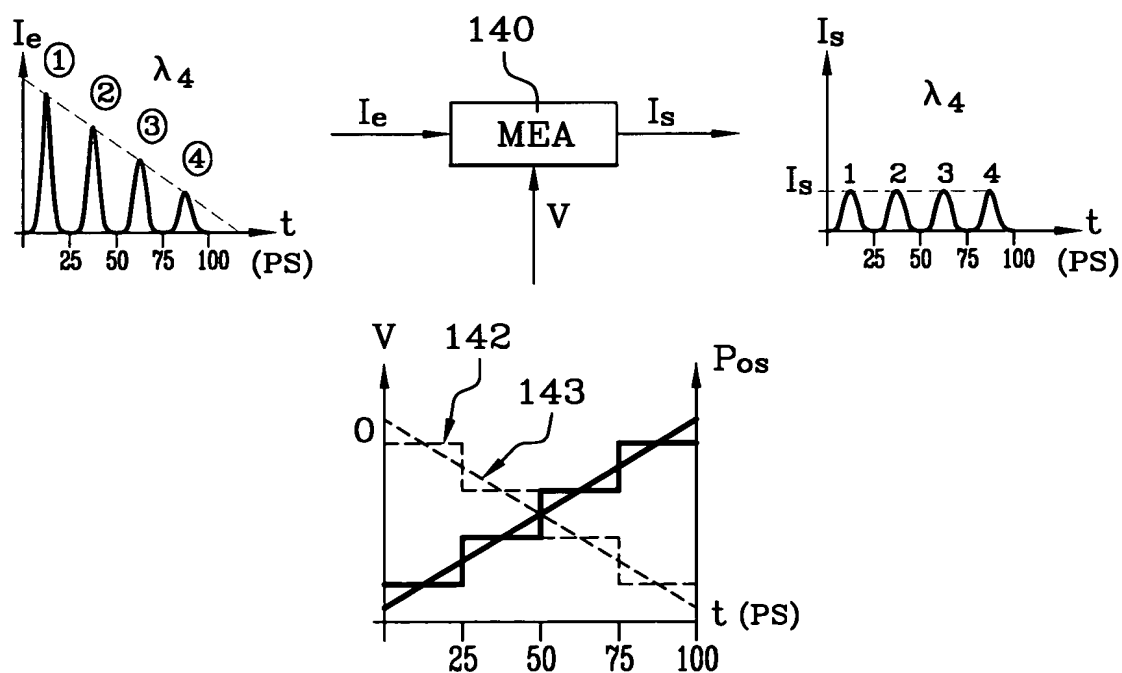 Ie
① λ4
②
③
④
t
25 50 75 100 (PS)
140
Ie MEA Is
V
Is
λ4
Is 1 2 3 4
t
25 50 75 100 (PS)
V 142 Pos
143
0
t (PS)
25 50 75 100